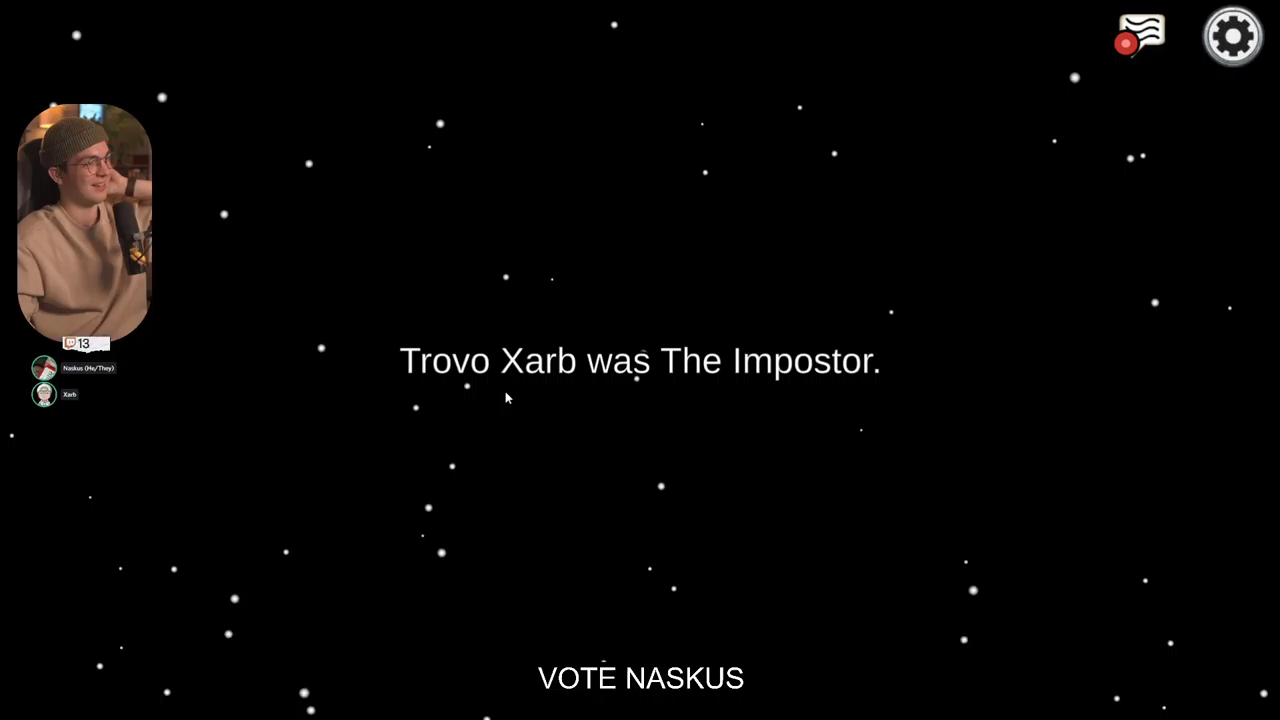 13
Naskus (He/They)
Xarb
Trovo Xarb was The Impostor.
VOTE NASKUS